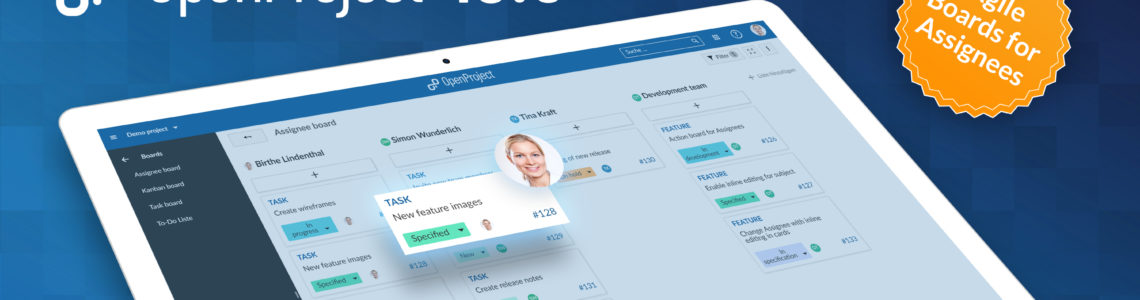 OpenProject
Agile
Boards for
Assignees
OpenProject
Suche ...
Demo project
Filter
Assignee board
Liste hinzufügen
Boards
Assignee board
Kanban board
Task board
To-Do Liste
Birthe Lindenthal
Simon Wunderlich
Tina Kraft
Development team
TASK
Create wireframes
In
progress
TASK
New feature images
Specified
#128
TASK
New feature images
Specified
#128
TASK
New
#129
TASK
Create release notes
#131
of new release
hold
#130
FEATURE
Action board for Assignees
In
development
#126
FEATURE
Enable inline editing for subject
Specified
#127
FEATURE
Change Assignee with inline
editing in cards
In
specification
#133